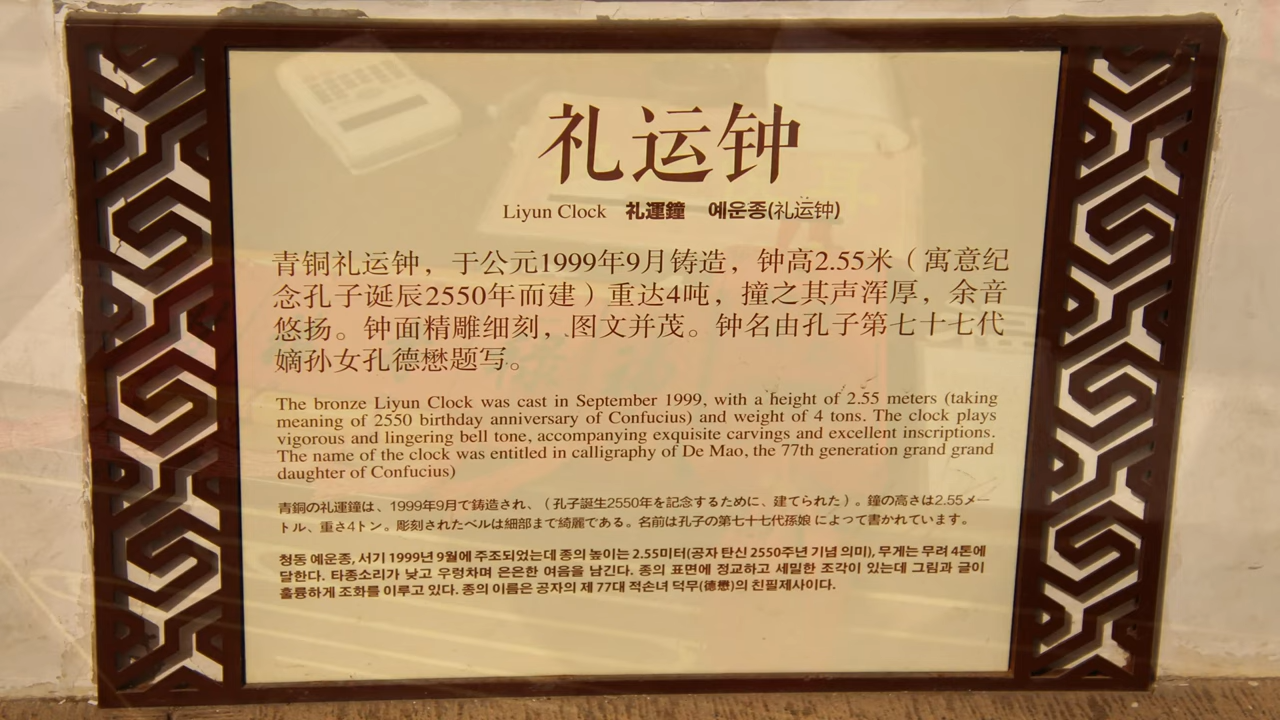 礼运钟
Liyun Clock 礼運鐘 예운종(礼运钟)
青铜礼运钟，于公元1999年9月铸造，钟高2.55米（寓意纪
念孔子诞辰2550年而建）重达4吨，撞之其声浑厚，余音
悠扬。钟面精雕细刻，图文并茂。钟名由孔子第七十七代
嫡孙女孔德懋题写。
The bronze Liyun Clock was cast in September 1999, with a height of 2.55 meters (taking
meaning of 2550 birthday anniversary of Confucius) and weight of 4 tons. The clock plays
vigorous and lingering bell tone, accompanying exquisite carvings and excellent inscriptions.
The name of the clock was entitled in calligraphy of De Mao, the 77th generation grand grand
daughter of Confucius)
青銅の礼運鐘は、1999年9月で鋳造され、（孔子誕生2550年を記念するために、建てられた）。鐘の高さは2.55メー
トル、重さ4トン。彫刻されたベルは細部まで綺麗である。名前は孔子の第七十七代孫娘 によって書かれています。
청동 예운종, 서기 1999년 9월에 주조되었는데 종의 높이는 2.55미터(공자 탄신 2550주년 기념 의미), 무게는 무려 4톤에
달한다. 타종소리가 낮고 우렁차며 은은한 여음을 남긴다. 종의 표면에 정교하고 세밀한 조각이 있는데 그림과 글이
훌륭하게 조화를 이루고 있다. 종의 이름은 공자의 제 77대 적손녀 덕무(德懋)의 친필제사이다.